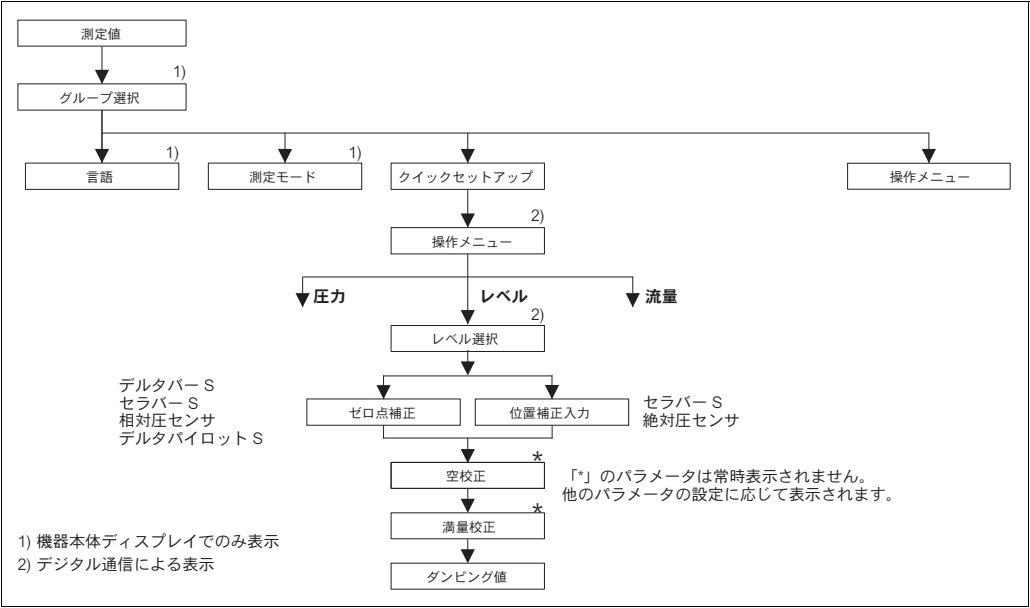 測定値
1)
グループ選択
1)
言語
1)
測定モード
クイックセットアップ
操作メニュー
2)
操作メニュー
圧力
レベル
流量
2)
レベル選択
デルタバー S
セラバー S
相対圧センサ
デルタパイロット S
ゼロ点補正
位置補正入力
セラバー S
絶対圧センサ
*
空校正
「*」のパラメータは常時表示されません。
他のパラメータの設定に応じて表示されます。
*
満量校正
ダンピング値
1) 機器本体ディスプレイでのみ表示
2) デジタル通信による表示